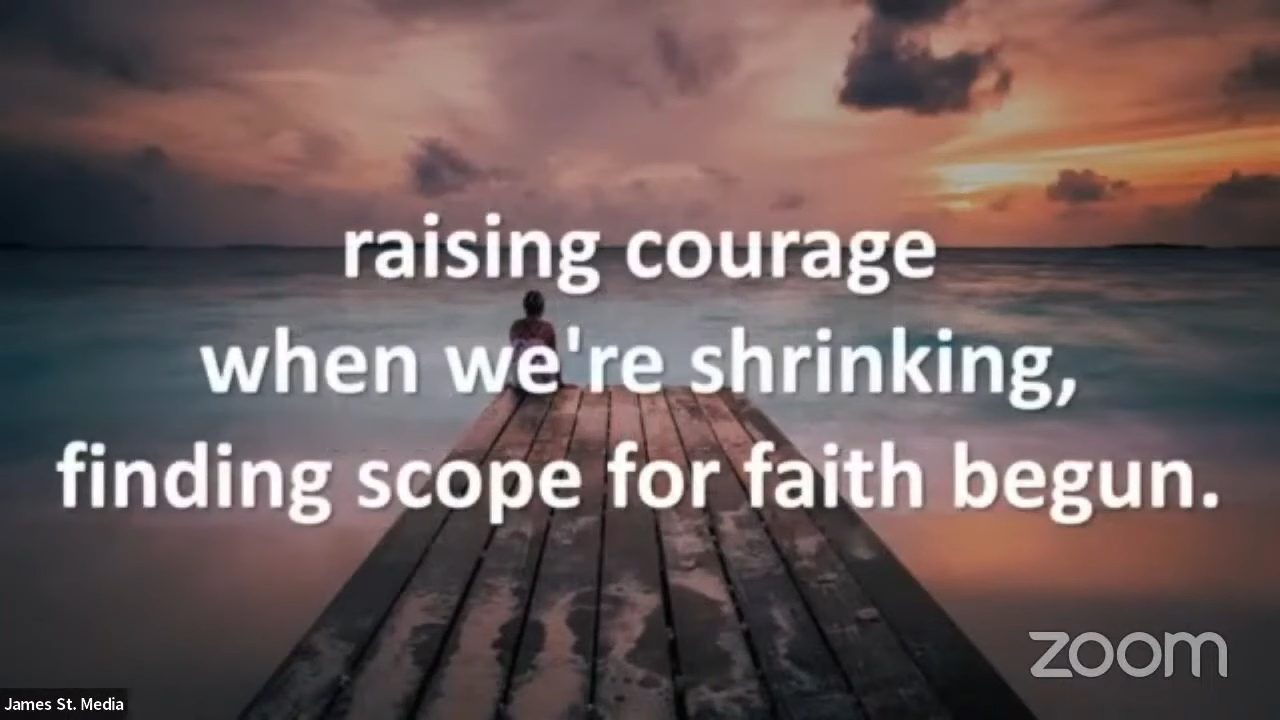 raising courage
when we're shrinking,
finding scope for faith begun.
zoom
James St. Media